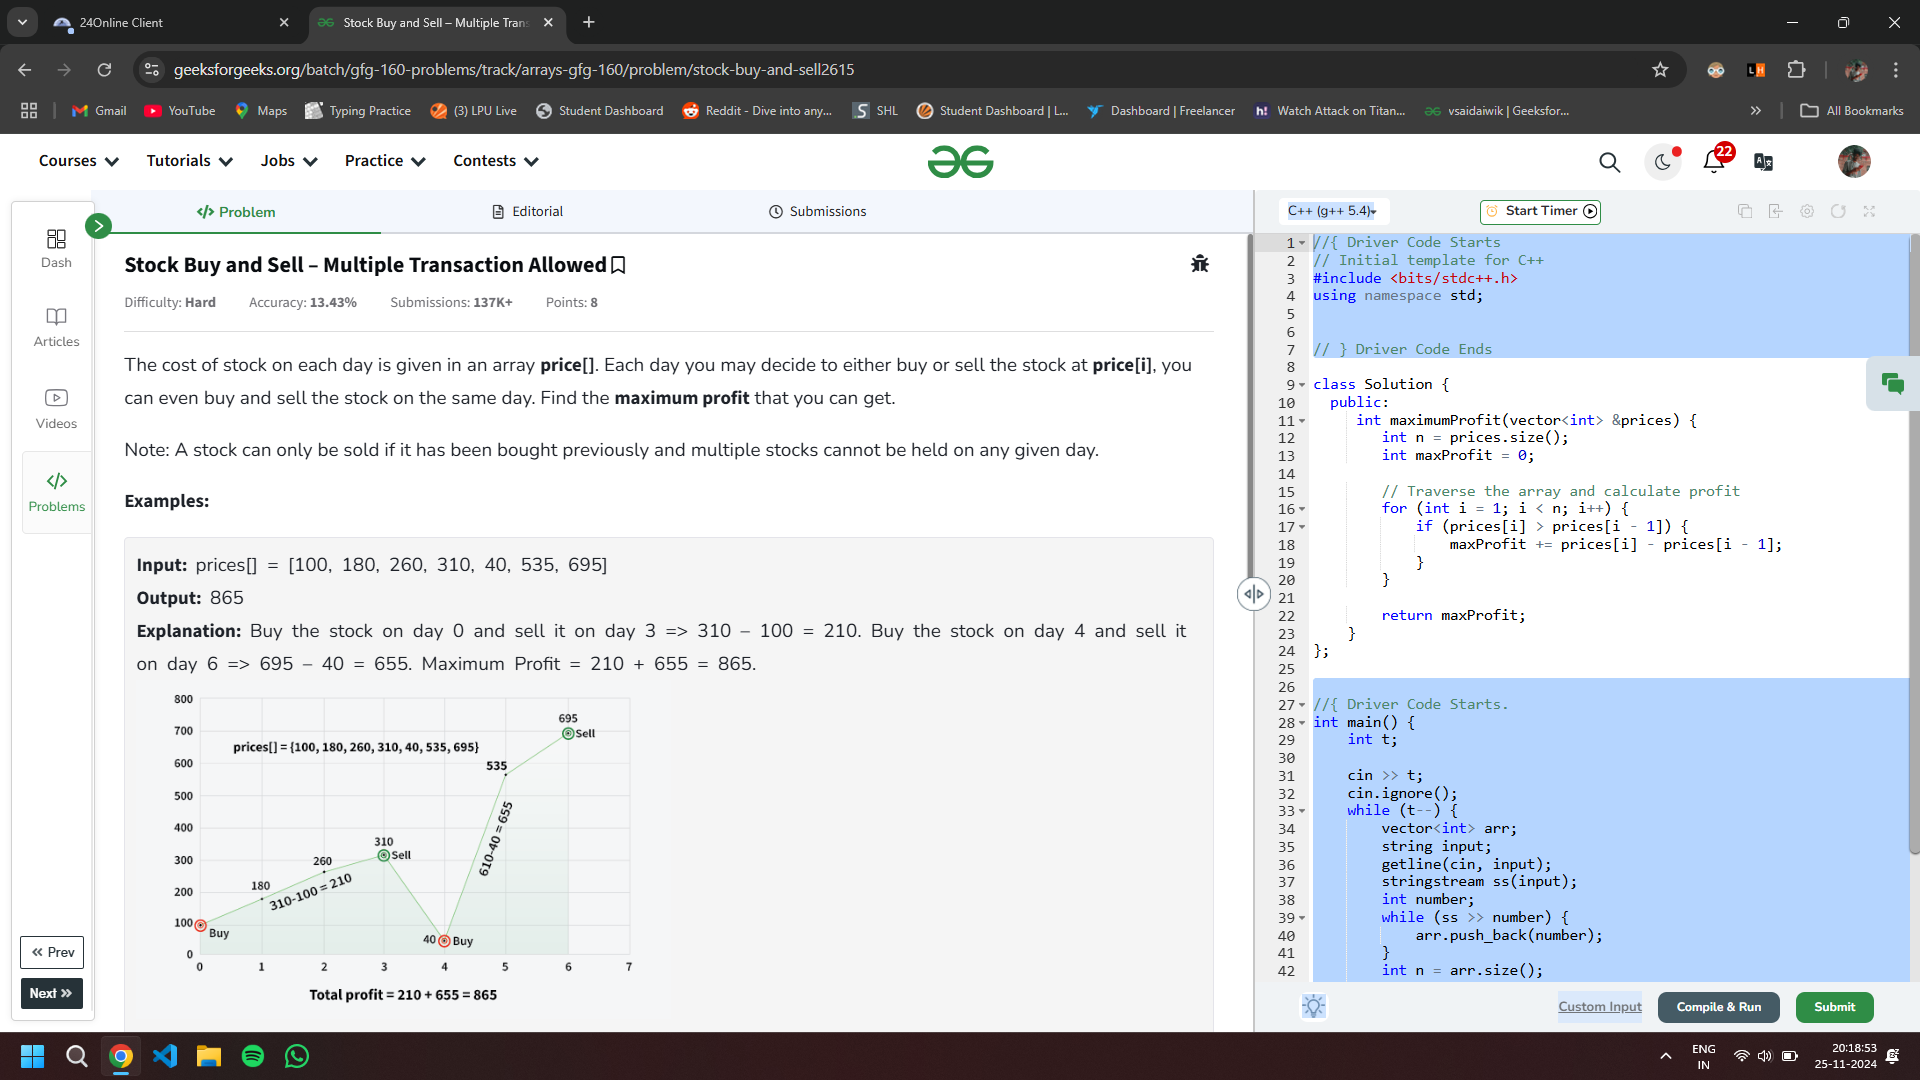 24Online Client
Stock Buy and Sell – Multiple Trans
geeksforgeeks.org/batch/gfg-160-problems/track/arrays-gfg-160/problem/stock-buy-and-sell2615
Gmail
YouTube
Maps
Typing Practice
(3) LPU Live
Student Dashboard
Reddit - Dive into any...
SHL
Student Dashboard | L...
Dashboard | Freelancer
Watch Attack on Titan...
vsaidaiwik | Geeksfor...
All Bookmarks
Courses
Tutorials
Jobs
Practice
Contests
22
Dash
Articles
Videos
Problems
Prev
Next
Problem
Editorial
Submissions
Stock Buy and Sell – Multiple Transaction Allowed
Difficulty: Hard Accuracy: 13.43% Submissions: 137K+ Points: 8
The cost of stock on each day is given in an array price[]. Each day you may decide to either buy or sell the stock at price[i], you
can even buy and sell the stock on the same day. Find the maximum profit that you can get.
Note: A stock can only be sold if it has been bought previously and multiple stocks cannot be held on any given day.
Examples:
Input: prices[] = [100, 180, 260, 310, 40, 535, 695]
Output: 865
Explanation: Buy the stock on day 0 and sell it on day 3 => 310 – 100 = 210. Buy the stock on day 4 and sell it
on day 6 => 695 – 40 = 655. Maximum Profit = 210 + 655 = 865.
800
700
600
500
400
300
200
100
0
prices[] = {100, 180, 260, 310, 40, 535, 695}
Buy
180
260
310-100 = 210
310
Sell
40
Buy
610-40 = 655
535
695
Sell
0 1 2 3 4 5 6 7
Total profit = 210 + 655 = 865
C++ (g++ 5.4)
Start Timer
1 //{ Driver Code Starts
2 // Initial template for C++
3 #include <bits/stdc++.h>
4 using namespace std;
5
6
7 // } Driver Code Ends
8
9 class Solution {
10 public:
11 int maximumProfit(vector<int> &prices) {
12 int n = prices.size();
13 int maxProfit = 0;
14
15 // Traverse the array and calculate profit
16 for (int i = 1; i < n; i++) {
17 if (prices[i] > prices[i - 1]) {
18 maxProfit += prices[i] - prices[i - 1];
19 }
20 }
21
22 return maxProfit;
23 }
24 };
25
26
27 //{ Driver Code Starts.
28 int main() {
29 int t;
30
31 cin >> t;
32 cin.ignore();
33 while (t--) {
34 vector<int> arr;
35 string input;
36 getline(cin, input);
37 stringstream ss(input);
38 int number;
39 while (ss >> number) {
40 arr.push_back(number);
41 }
42 int n = arr.size();
Custom Input
Compile & Run
Submit
ENG
IN
20:18:53
25-11-2024